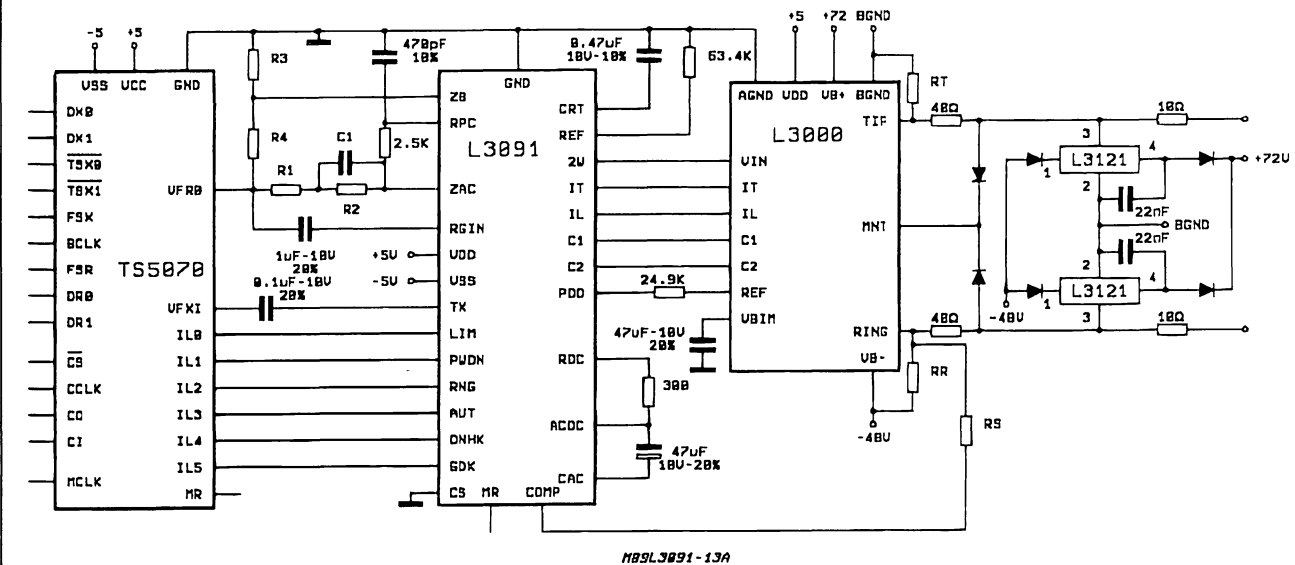 -5 +5
VSS VCC GND
DX0
DX1
TSX0
TSX1
FSX
BCLK
FSR
DR0
DR1
CS
CCLK
CO
CI
MCLK
TS5070
VFR0
VFXI
IL0
IL1
IL2
IL3
IL4
IL5
MR
R3
R4
R1
C1
R2
470pF
10%
2.5K
1uF-10V
20%
0.1uF-10V
20%
+5V
-5V
GND
L3091
ZB
RPC
ZAC
RGIN
VDD
VSS
TX
LIM
PWDN
RNG
AUT
ONHK
GDK
CS MR COMP
CRT
REF
2W
IT
IL
C1
C2
PDO
RDC
ACDC
CAC
0.47uF
10V-10%
63.4K
24.9K
47uF-10V
20%
300
47uF
10V-20%
+5 +72 BGND
AGND VDD VB+ BGND
L3000
VIN
IT
IL
C1
C2
REF
VBIM
TIP
MNT
RING
VB-
RT
40Ω
40Ω
RR
-48V
RS
10Ω
3
L3121
1
4
2
22nF
BGND
22nF
2
L3121
1
4
3
-48V
10Ω
+72V
M89L3091-13A